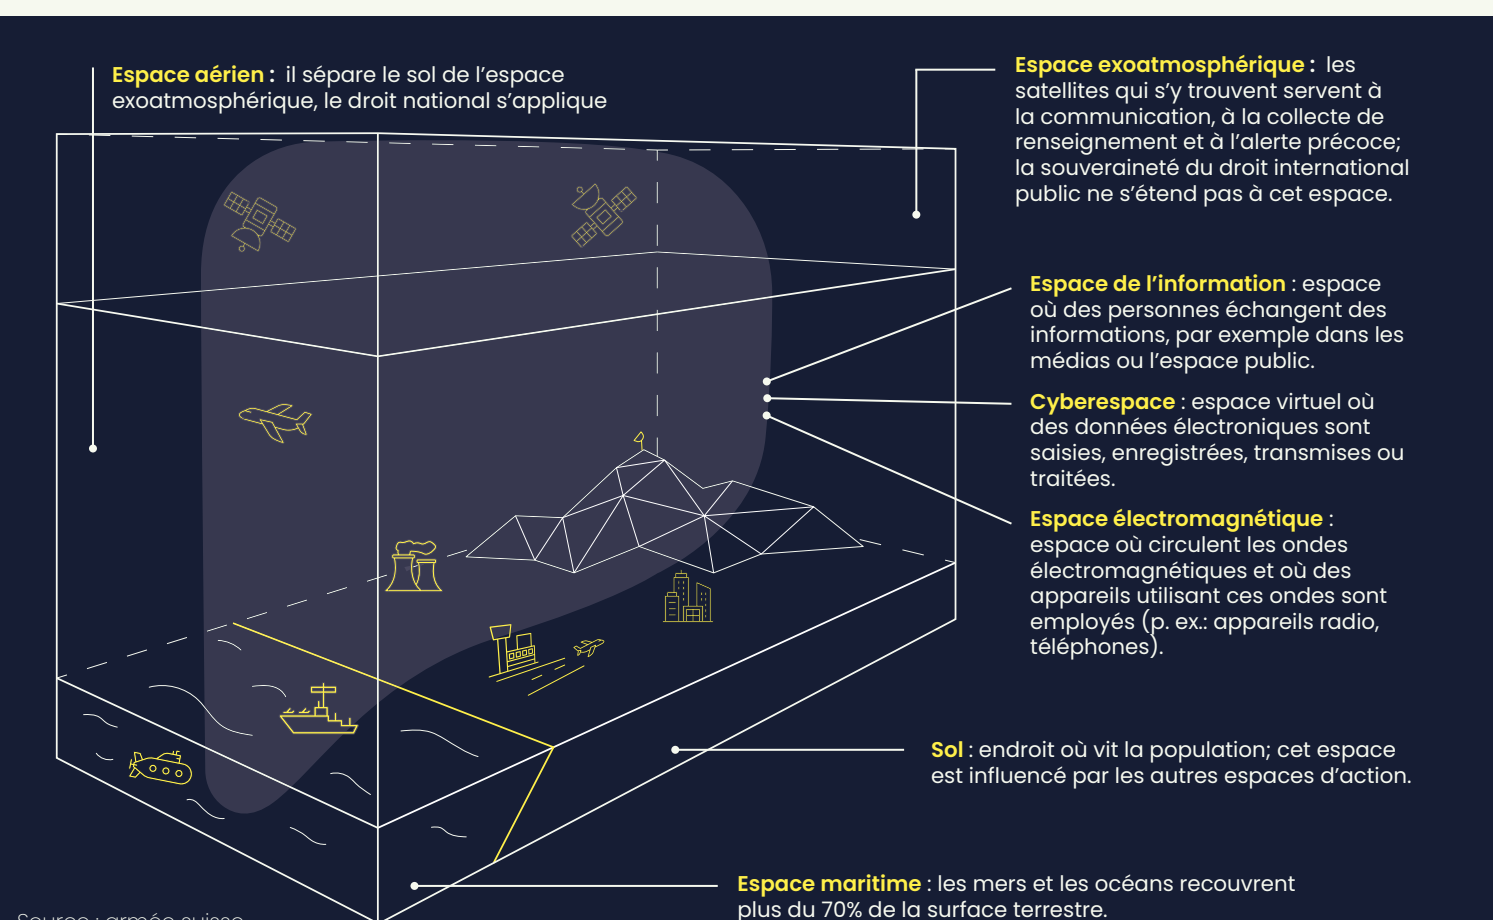 Espace aérien : il sépare le sol de l’espace
exoatmosphérique, le droit national s’applique
Espace exoatmosphérique : les
satellites qui s’y trouvent servent à
la communication, à la collecte de
renseignement et à l’alerte précoce;
la souveraineté du droit international
public ne s’étend pas à cet espace.
Espace de l’information : espace
où des personnes échangent des
informations, par exemple dans les
médias ou l’espace public.
Cyberespace : espace virtuel où
des données électroniques sont
saisies, enregistrées, transmises ou
traitées.
Espace électromagnétique :
espace où circulent les ondes
électromagnétiques et où des
appareils utilisant ces ondes sont
employés (p. ex.: appareils radio,
téléphones).
Sol : endroit où vit la population; cet espace
est influencé par les autres espaces d’action.
Espace maritime : les mers et les océans recouvrent
plus du 70% de la surface terrestre.
Source : armée suisse